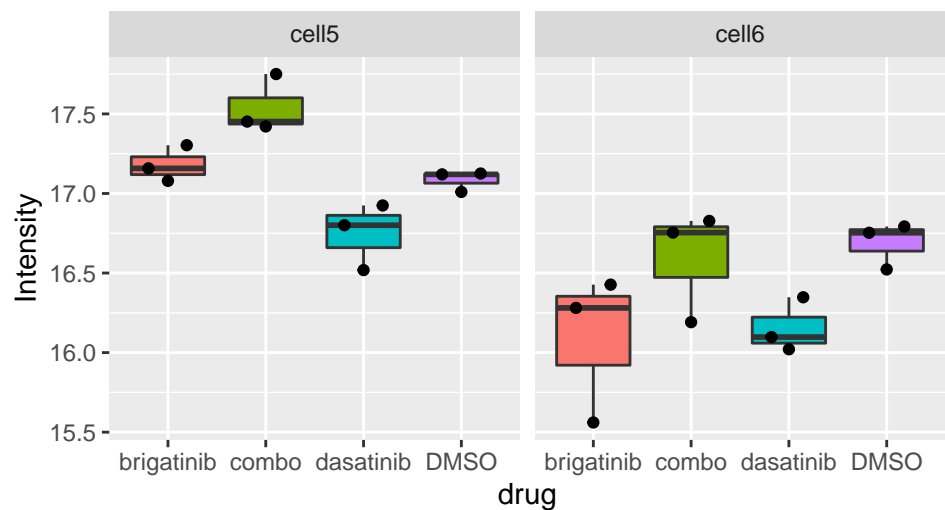 cell5 cell6
Intensity
17.5
17.0
16.5
16.0
15.5
brigatinib combo dasatinib DMSO brigatinib combo dasatinib DMSO
drug